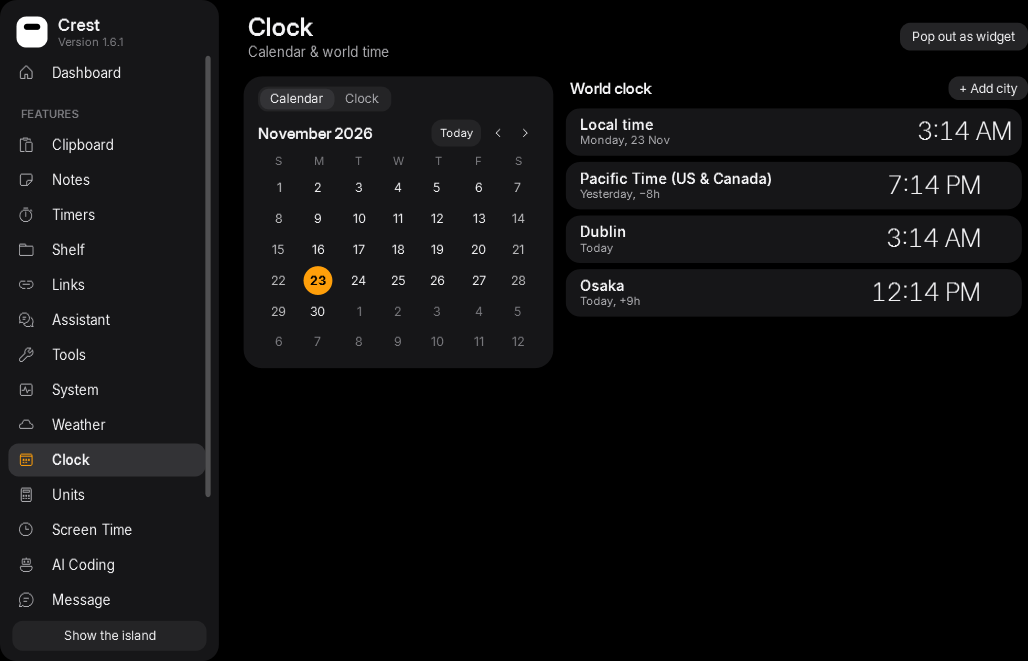 Crest
Version 1.6.1
Dashboard
FEATURES
Clipboard
Notes
Timers
Shelf
Links
Assistant
Tools
System
Weather
Clock
Units
Screen Time
AI Coding
Message
Show the island
Clock
Calendar & world time
Pop out as widget
Calendar Clock
November 2026 Today
S M T W T F S
1 2 3 4 5 6 7
8 9 10 11 12 13 14
15 16 17 18 19 20 21
22 23 24 25 26 27 28
29 30 1 2 3 4 5
6 7 8 9 10 11 12
World clock + Add city
Local time
Monday, 23 Nov
3:14 AM
Pacific Time (US & Canada)
Yesterday, −8h
7:14 PM
Dublin
Today
3:14 AM
Osaka
Today, +9h
12:14 PM